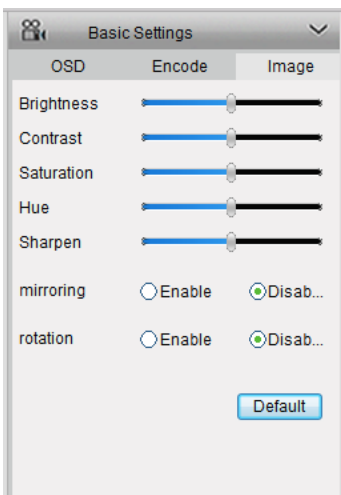 Basic Settings
OSD Encode Image
Brightness
Contrast
Saturation
Hue
Sharpen
mirroring Enable Disab...
rotation Enable Disab...
Default